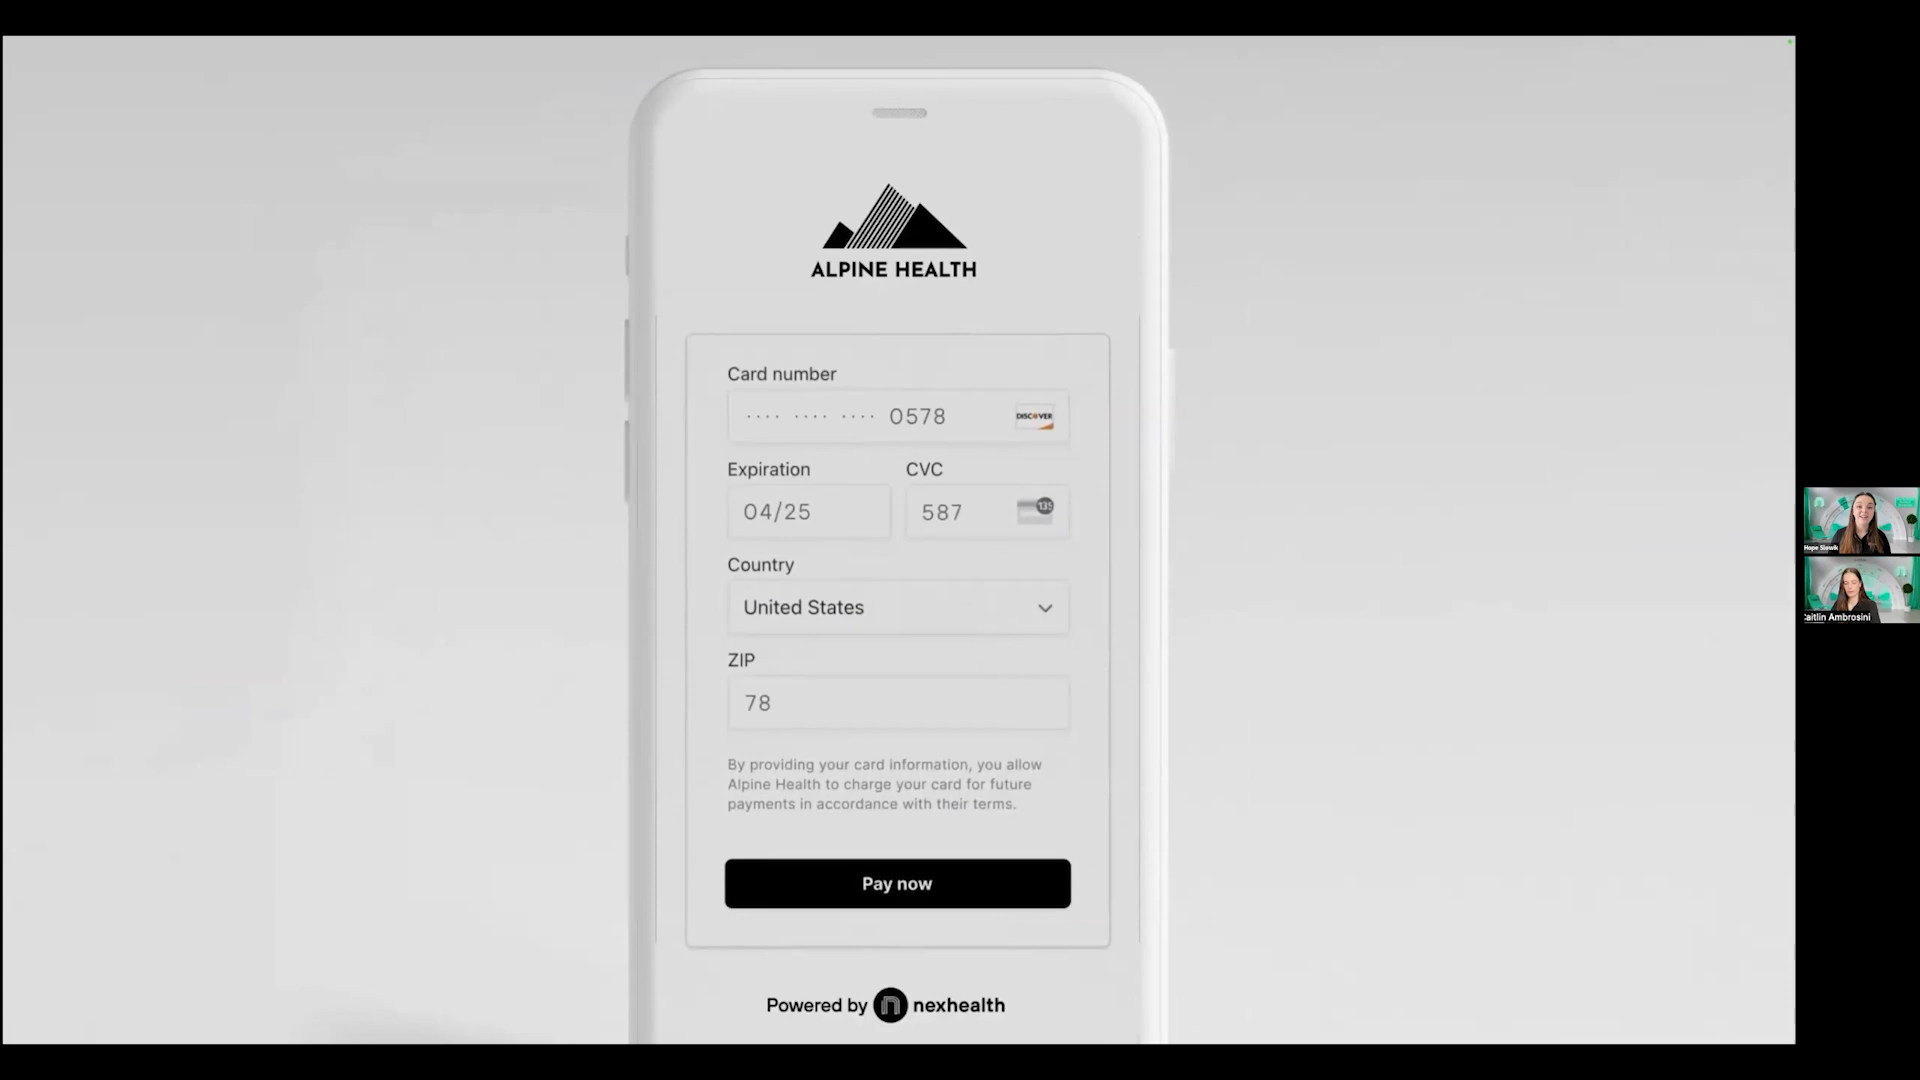 ALPINE HEALTH
Card number
···· ···· ···· 0578
DISCOVER
Expiration
CVC
04/25
587
135
Country
United States
ZIP
78
By providing your card information, you allow
Alpine Health to charge your card for future
payments in accordance with their terms.
Pay now
Powered by nexhealth
Hope Slowik
Caitlin Ambrosini